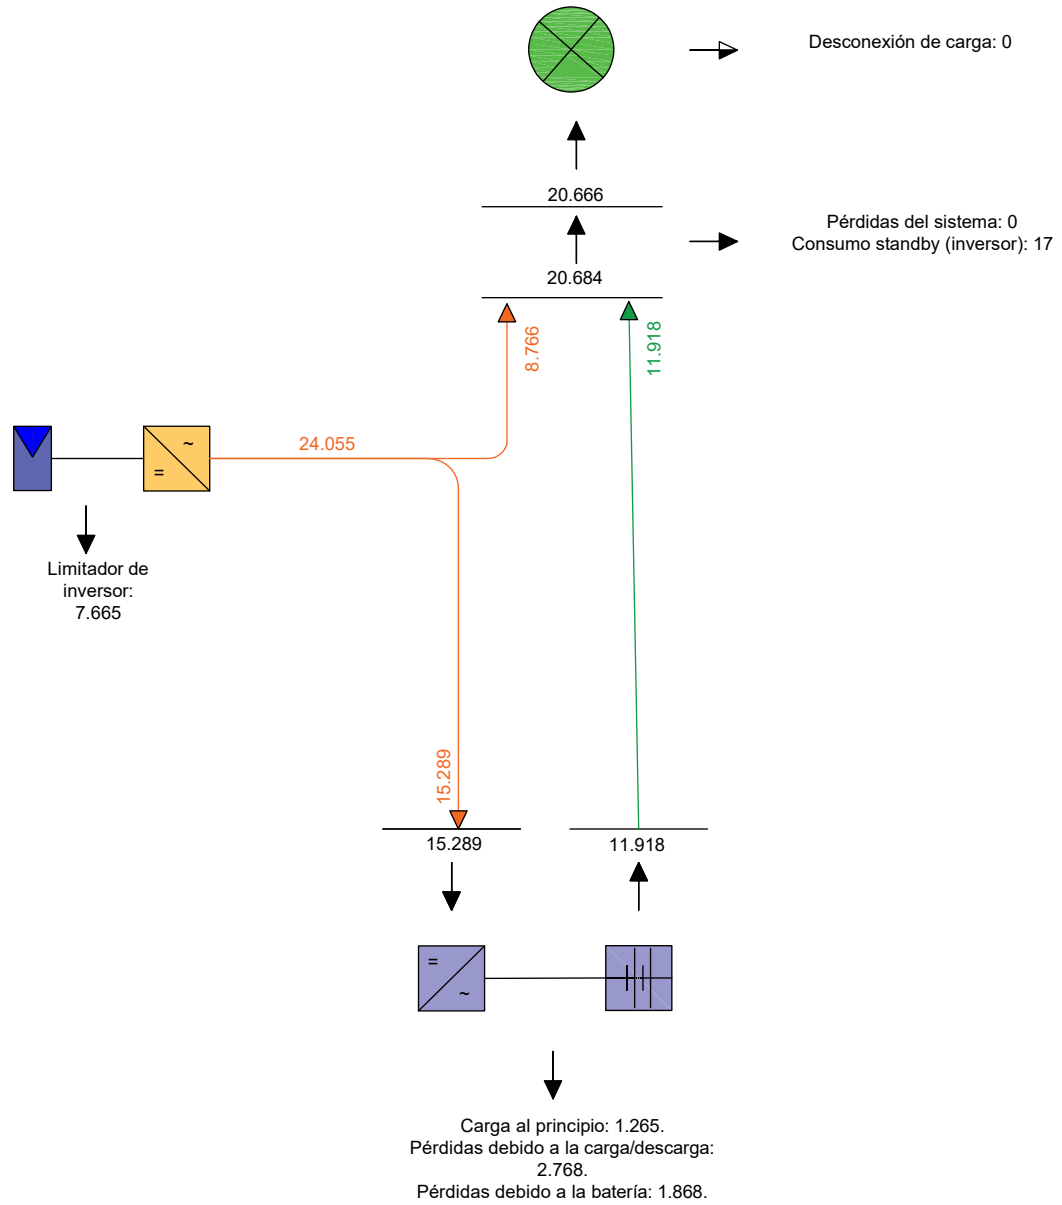 Desconexión de carga: 0
20.666
Pérdidas del sistema: 0
Consumo standby (inversor): 17
20.684
8.766
11.918
24.055
~
=
Limitador de
inversor:
7.665
15.289
15.289
11.918
=
~
Carga al principio: 1.265.
Pérdidas debido a la carga/descarga:
2.768.
Pérdidas debido a la batería: 1.868.